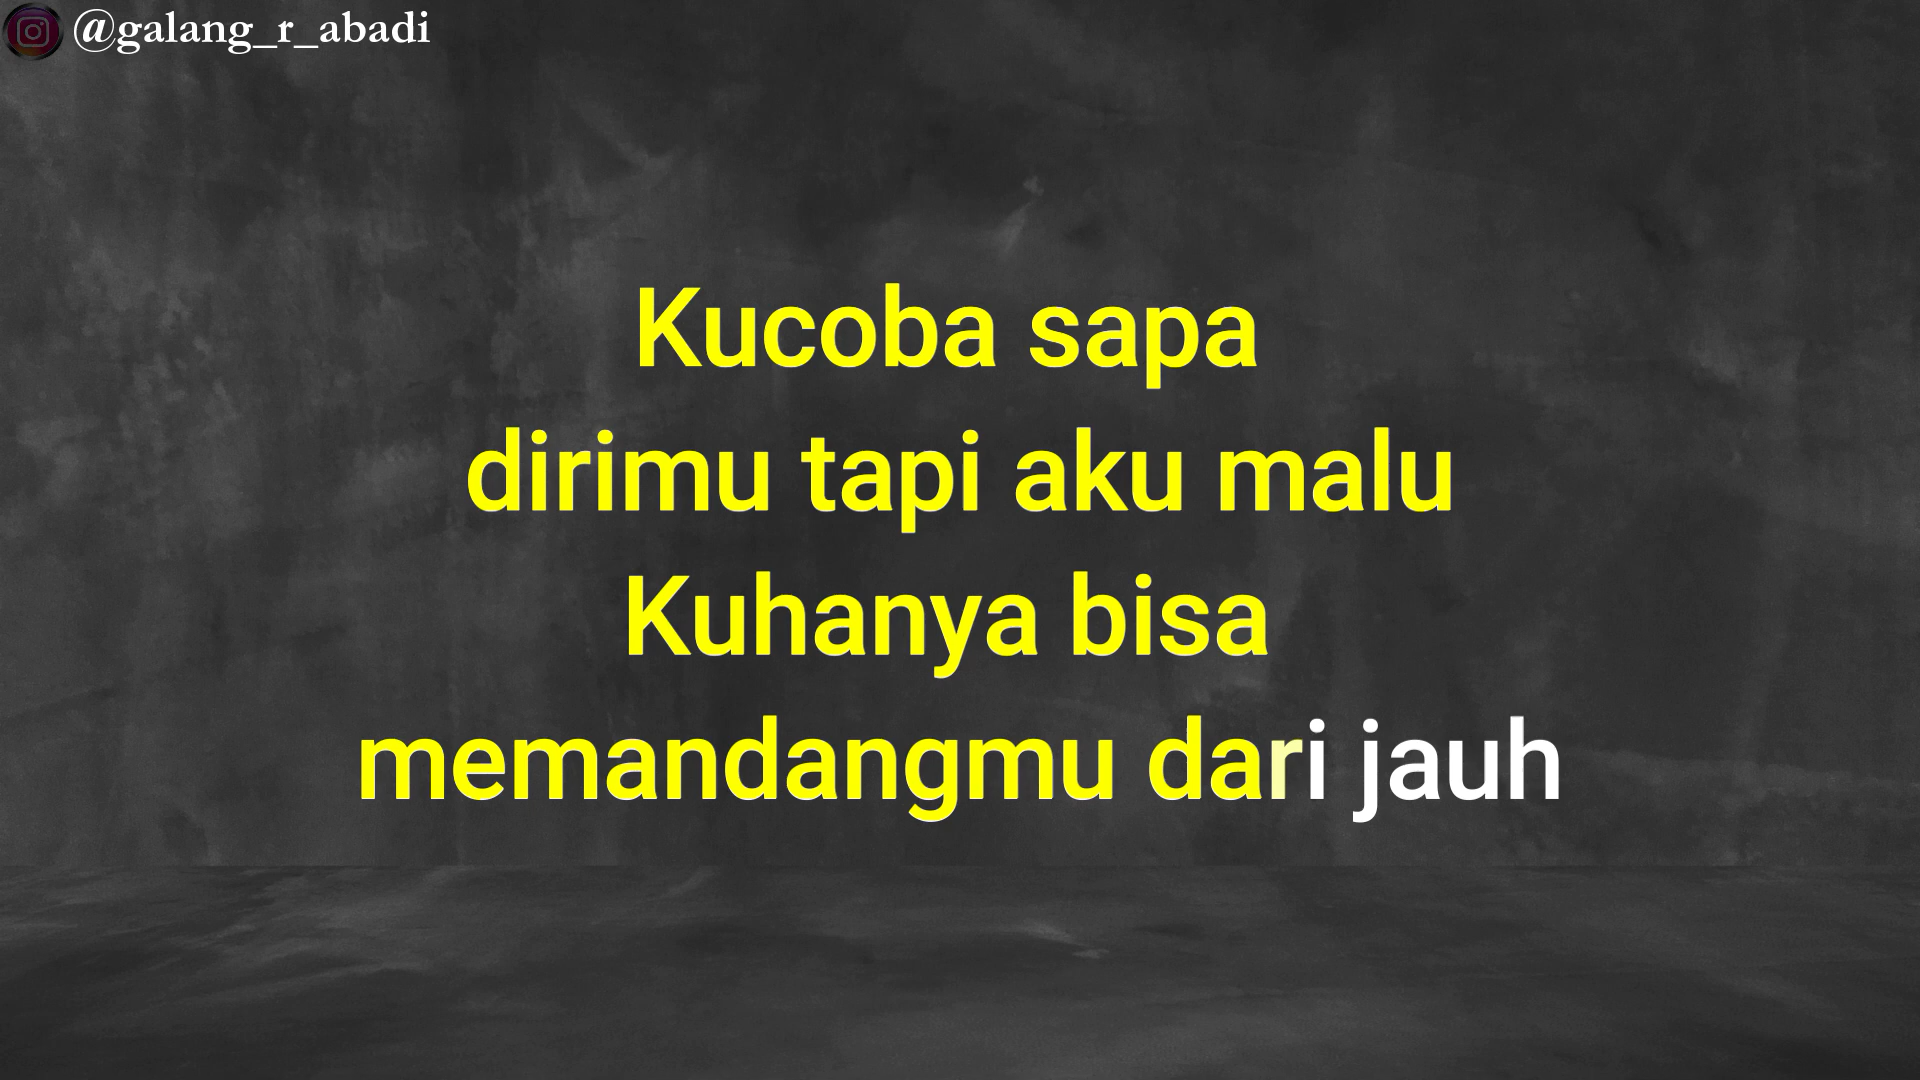 @galang_r_abadi
Kucoba sapa
dirimu tapi aku malu
Kuhanya bisa
memandangmu dari jauh